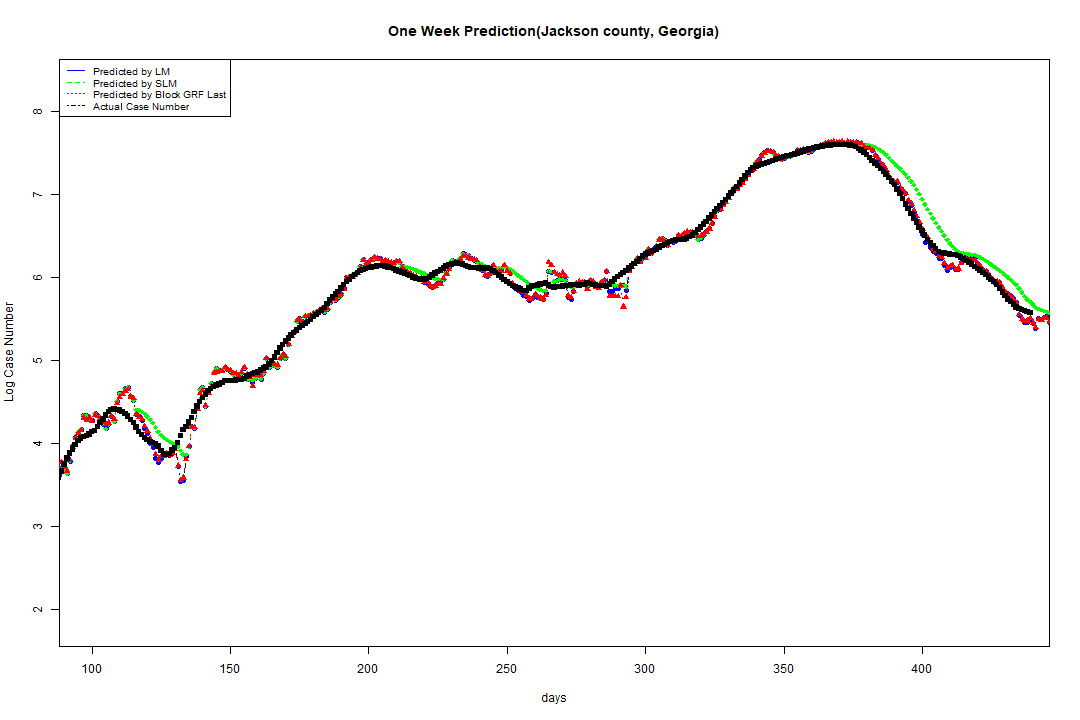 One Week Prediction(Jackson county, Georgia)
Predicted by LM
Predicted by SLM
Predicted by Block GRF Last
Actual Case Number
8
7
6
5
4
3
2
Log Case Number
100 150 200 250 300 350 400
days